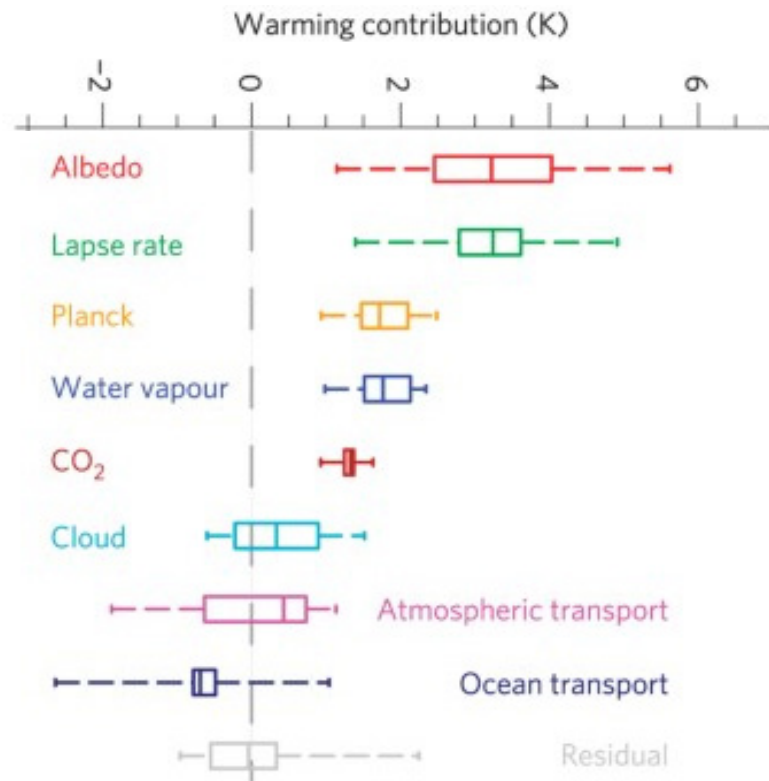 Warming contribution (K)
−2 0 2 4 6
Albedo
Lapse rate
Planck
Water vapour
CO₂
Cloud
Atmospheric transport
Ocean transport
Residual